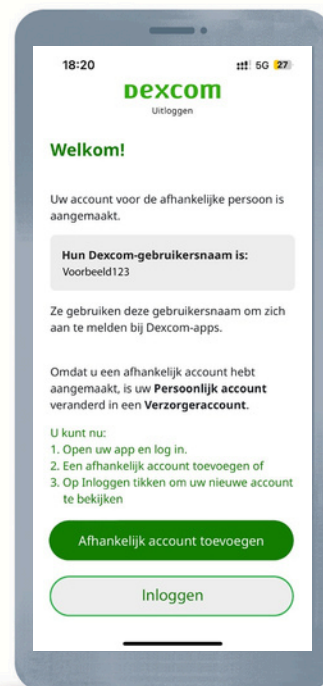 18:20
5G 27
Dexcom
Uitloggen
Welkom!
Uw account voor de afhankelijke persoon is
aangemaakt.
Hun Dexcom-gebruikersnaam is:
Voorbeeld123
Ze gebruiken deze gebruikersnaam om zich
aan te melden bij Dexcom-apps.
Omdat u een afhankelijk account hebt
aangemaakt, is uw Persoonlijk account
veranderd in een Verzorgeraccount.
U kunt nu:
1. Open uw app en log in.
2. Een afhankelijk account toevoegen of
3. Op Inloggen tikken om uw nieuwe account
te bekijken
Afhankelijk account toevoegen
Inloggen